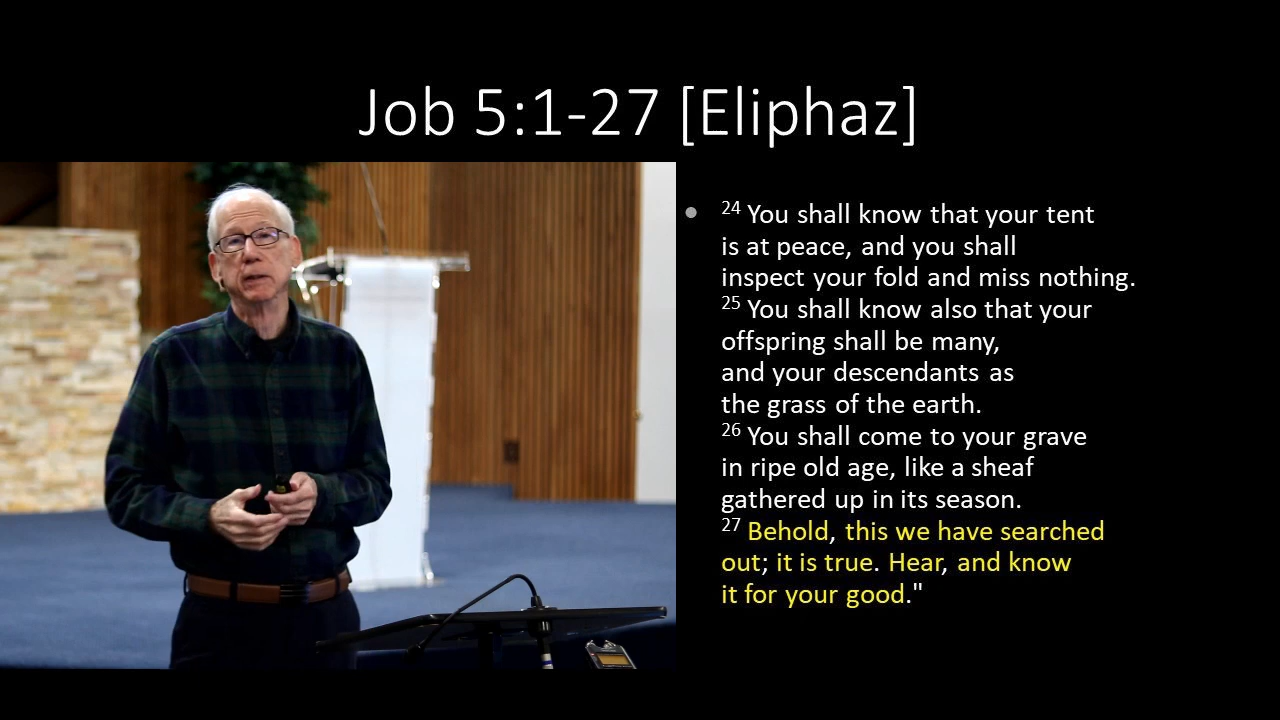 Job 5:1-27 [Eliphaz]
• 24 You shall know that your tent
is at peace, and you shall
inspect your fold and miss nothing.
25 You shall know also that your
offspring shall be many,
and your descendants as
the grass of the earth.
26 You shall come to your grave
in ripe old age, like a sheaf
gathered up in its season.
27 Behold, this we have searched
out; it is true. Hear, and know
it for your good."